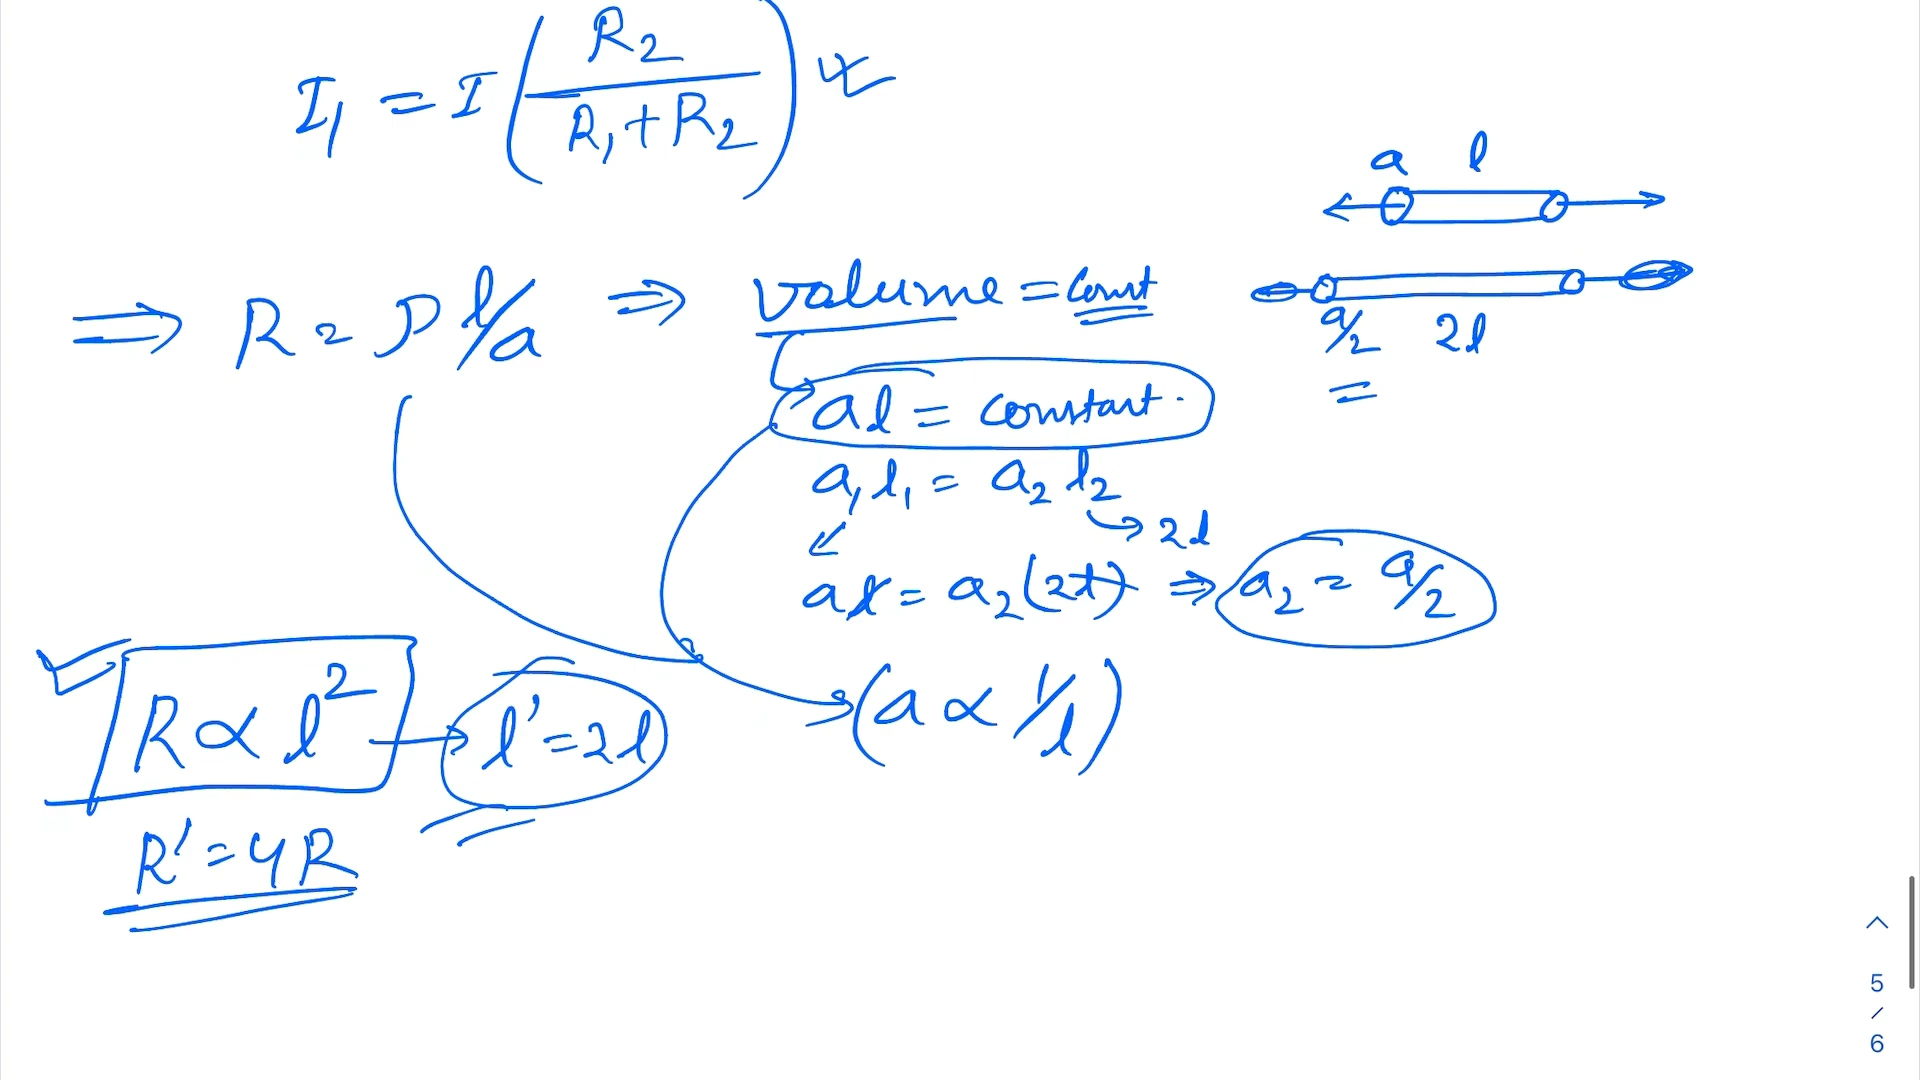 I₁ = I (R₂ / R₁ + R₂)
a l
⇒ R = ρ l/a ⇒ volume = const
a/2 2l
al = constant.
a₁l₁ = a₂l₂
→ 2l
al = a₂(2l) ⇒ a₂ = a/2
R ∝ l² → l' = 2l
→ (a ∝ 1/l)
R' = 4R
5
/
6